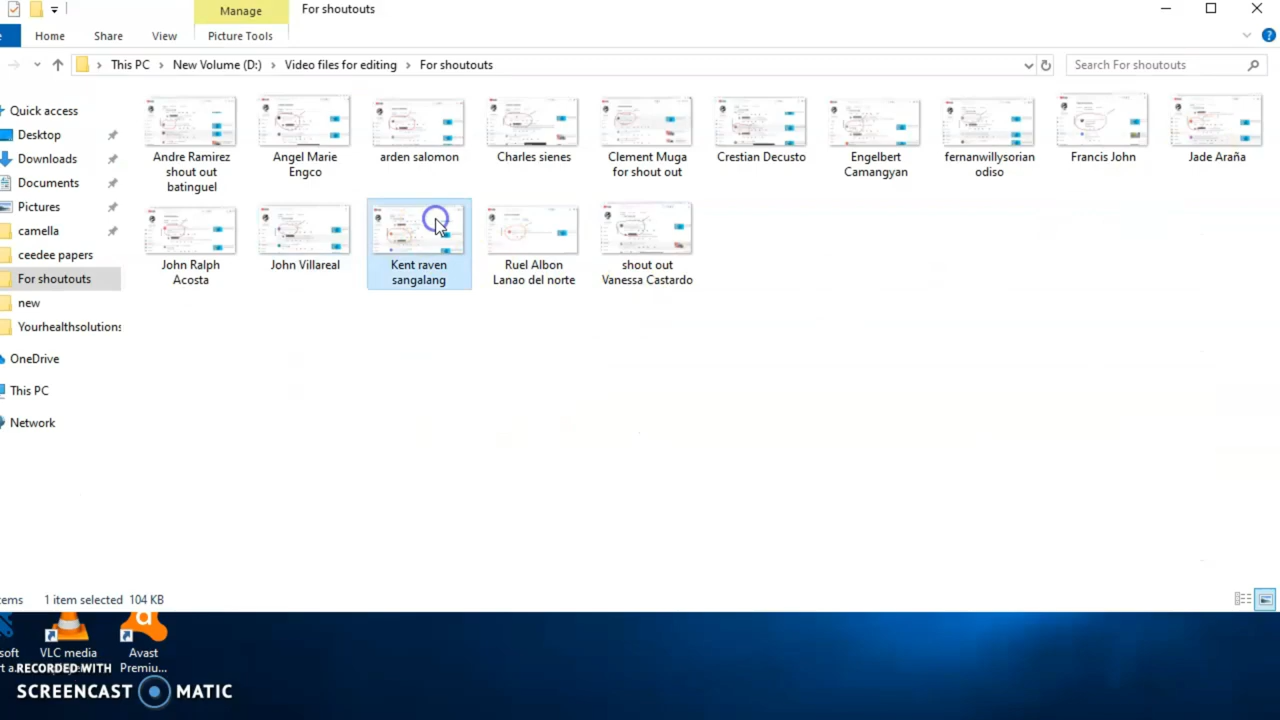 Manage
For shoutouts
Home
Share
View
Picture Tools
This PC > New Volume (D:) > Video files for editing > For shoutouts
Search For shoutouts
Quick access
Desktop
Downloads
Documents
Pictures
camella
ceedee papers
For shoutouts
new
Yourhealthsolutions
OneDrive
This PC
Network
Andre Ramirez
shout out
batinguel
Angel Marie
Engco
arden salomon
Charles sienes
Clement Muga
for shout out
Crestian Decusto
Engelbert
Camangyan
fernanwillysorian
odiso
Francis John
Jade Araña
John Ralph
Acosta
John Villareal
Kent raven
sangalang
Ruel Albon
Lanao del norte
shout out
Vanessa Castardo
tems
1 item selected 104 KB
soft
VLC media
Avast
Premiu...
RECORDED WITH
SCREENCAST MATIC